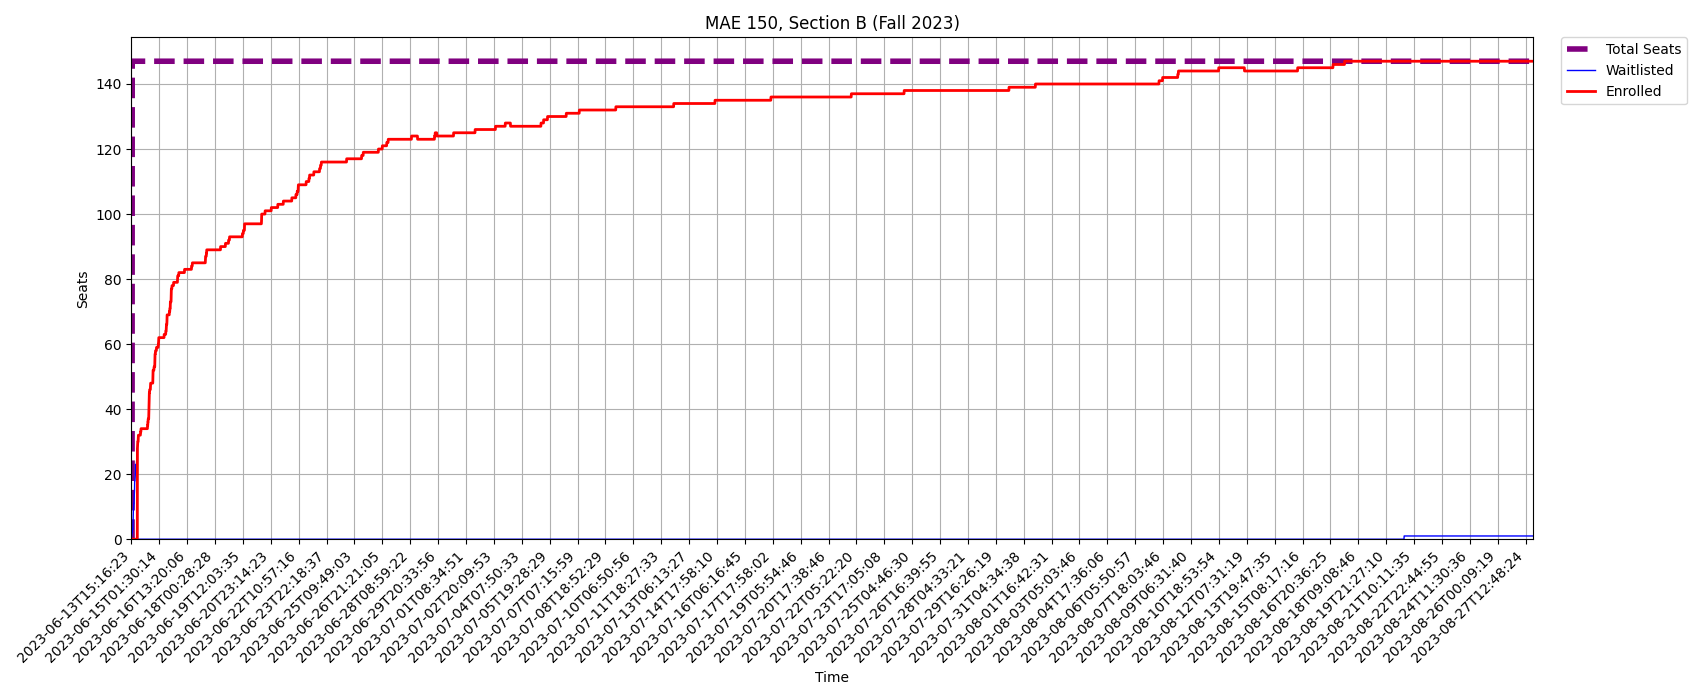 MAE 150, Section B (Fall 2023)
Total Seats
Waitlisted
Enrolled
140
120
100
80
60
40
20
0
Seats
2023-06-13T15:16:23
2023-06-15T01:30:14
2023-06-16T13:20:06
2023-06-18T00:28:28
2023-06-19T12:03:35
2023-06-20T23:14:23
2023-06-22T10:57:16
2023-06-23T22:18:37
2023-06-25T09:49:03
2023-06-26T21:21:05
2023-06-28T08:59:22
2023-06-29T20:33:56
2023-07-01T08:34:51
2023-07-02T20:09:53
2023-07-04T07:50:33
2023-07-05T19:28:29
2023-07-07T07:15:59
2023-07-08T18:52:29
2023-07-10T06:50:56
2023-07-11T18:27:33
2023-07-13T06:13:27
2023-07-14T17:58:10
2023-07-16T06:16:45
2023-07-17T17:58:02
2023-07-19T05:54:46
2023-07-20T17:38:46
2023-07-22T05:22:20
2023-07-23T17:05:08
2023-07-25T04:46:30
2023-07-26T16:39:55
2023-07-28T04:33:21
2023-07-29T16:26:19
2023-07-31T04:34:38
2023-08-01T16:42:31
2023-08-03T05:03:46
2023-08-04T17:36:06
2023-08-06T05:50:57
2023-08-07T18:03:46
2023-08-09T06:31:40
2023-08-10T18:53:54
2023-08-12T07:31:19
2023-08-13T19:47:35
2023-08-15T08:17:16
2023-08-16T20:36:25
2023-08-18T09:08:46
2023-08-19T21:27:10
2023-08-21T10:11:35
2023-08-22T22:44:55
2023-08-24T11:30:36
2023-08-26T00:09:19
2023-08-27T12:48:24
Time